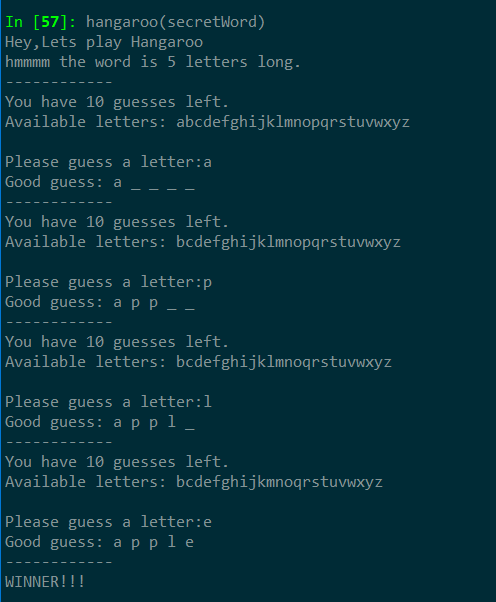 In [57]: hangaroo(secretWord)
Hey,Lets play Hangaroo
hmmmm the word is 5 letters long.
------------
You have 10 guesses left.
Available letters: abcdefghijklmnopqrstuvwxyz
Please guess a letter:a
Good guess: a _ _ _ _
------------
You have 10 guesses left.
Available letters: bcdefghijklmnopqrstuvwxyz
Please guess a letter:p
Good guess: a p p _ _
------------
You have 10 guesses left.
Available letters: bcdefghijklmnoqrstuvwxyz
Please guess a letter:l
Good guess: a p p l _
------------
You have 10 guesses left.
Available letters: bcdefghijkmnoqrstuvwxyz
Please guess a letter:e
Good guess: a p p l e
------------
WINNER!!!